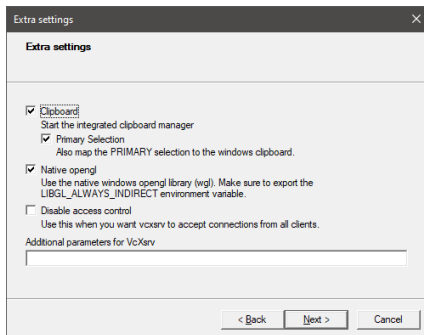 Extra settings
Extra settings
Clipboard
Start the integrated clipboard manager
Primary Selection
Also map the PRIMARY selection to the windows clipboard.
Native opengl
Use the native windows opengl library (wgl). Make sure to export the
LIBGL_ALWAYS_INDIRECT environment variable.
Disable access control
Use this when you want vcxsrv to accept connections from all clients.
Additional parameters for VcXsrv
< Back Next > Cancel